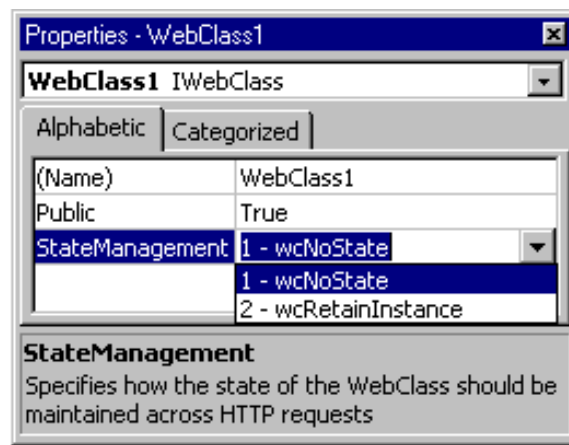 Properties - WebClass1
WebClass1 IWebClass
Alphabetic Categorized
(Name) WebClass1
Public True
StateManagement 1 - wcNoState
1 - wcNoState
2 - wcRetainInstance
StateManagement
Specifies how the state of the WebClass should be
maintained across HTTP requests